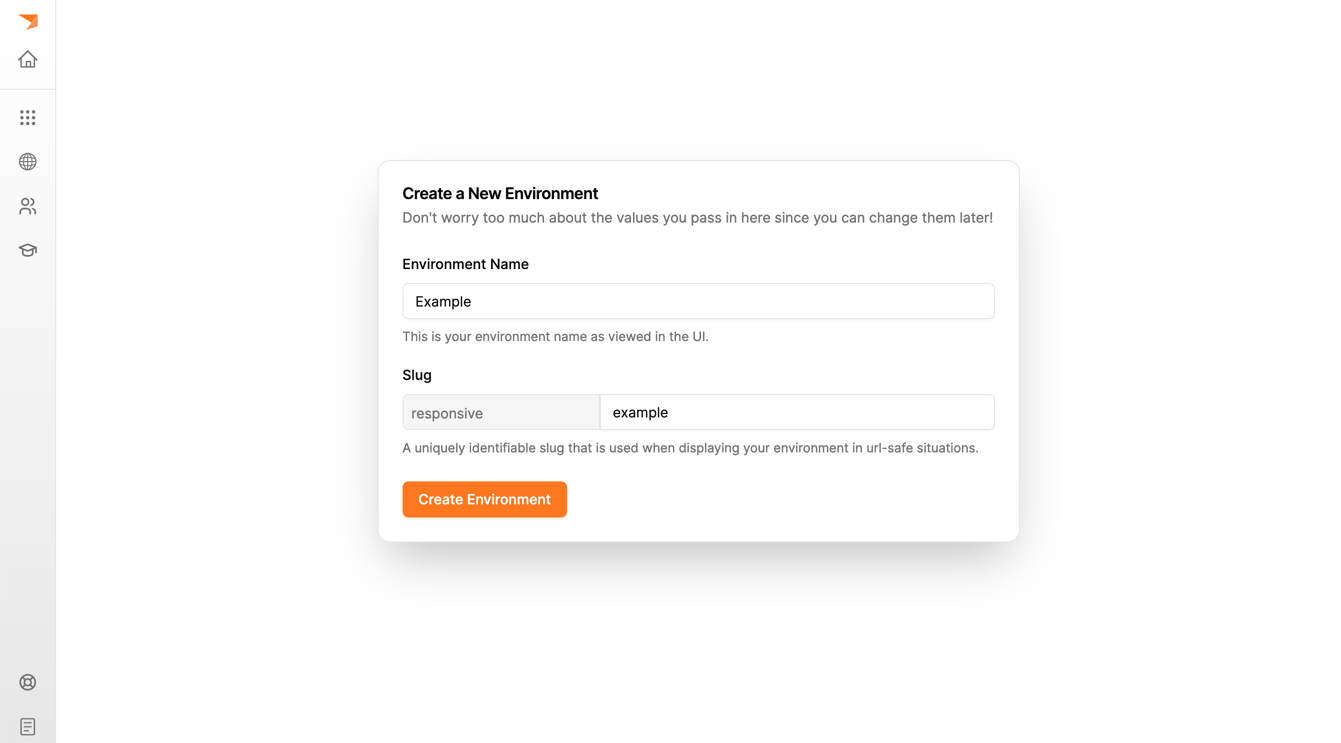 Create a New Environment
Don't worry too much about the values you pass in here since you can change them later!
Environment Name
Example
This is your environment name as viewed in the UI.
Slug
responsive
example
A uniquely identifiable slug that is used when displaying your environment in url-safe situations.
Create Environment